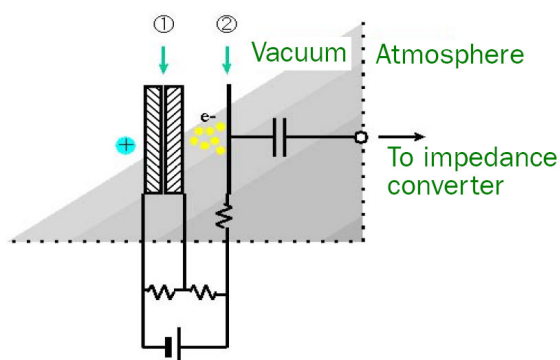 ① ②
Vacuum Atmosphere
e-
+
To impedance
converter